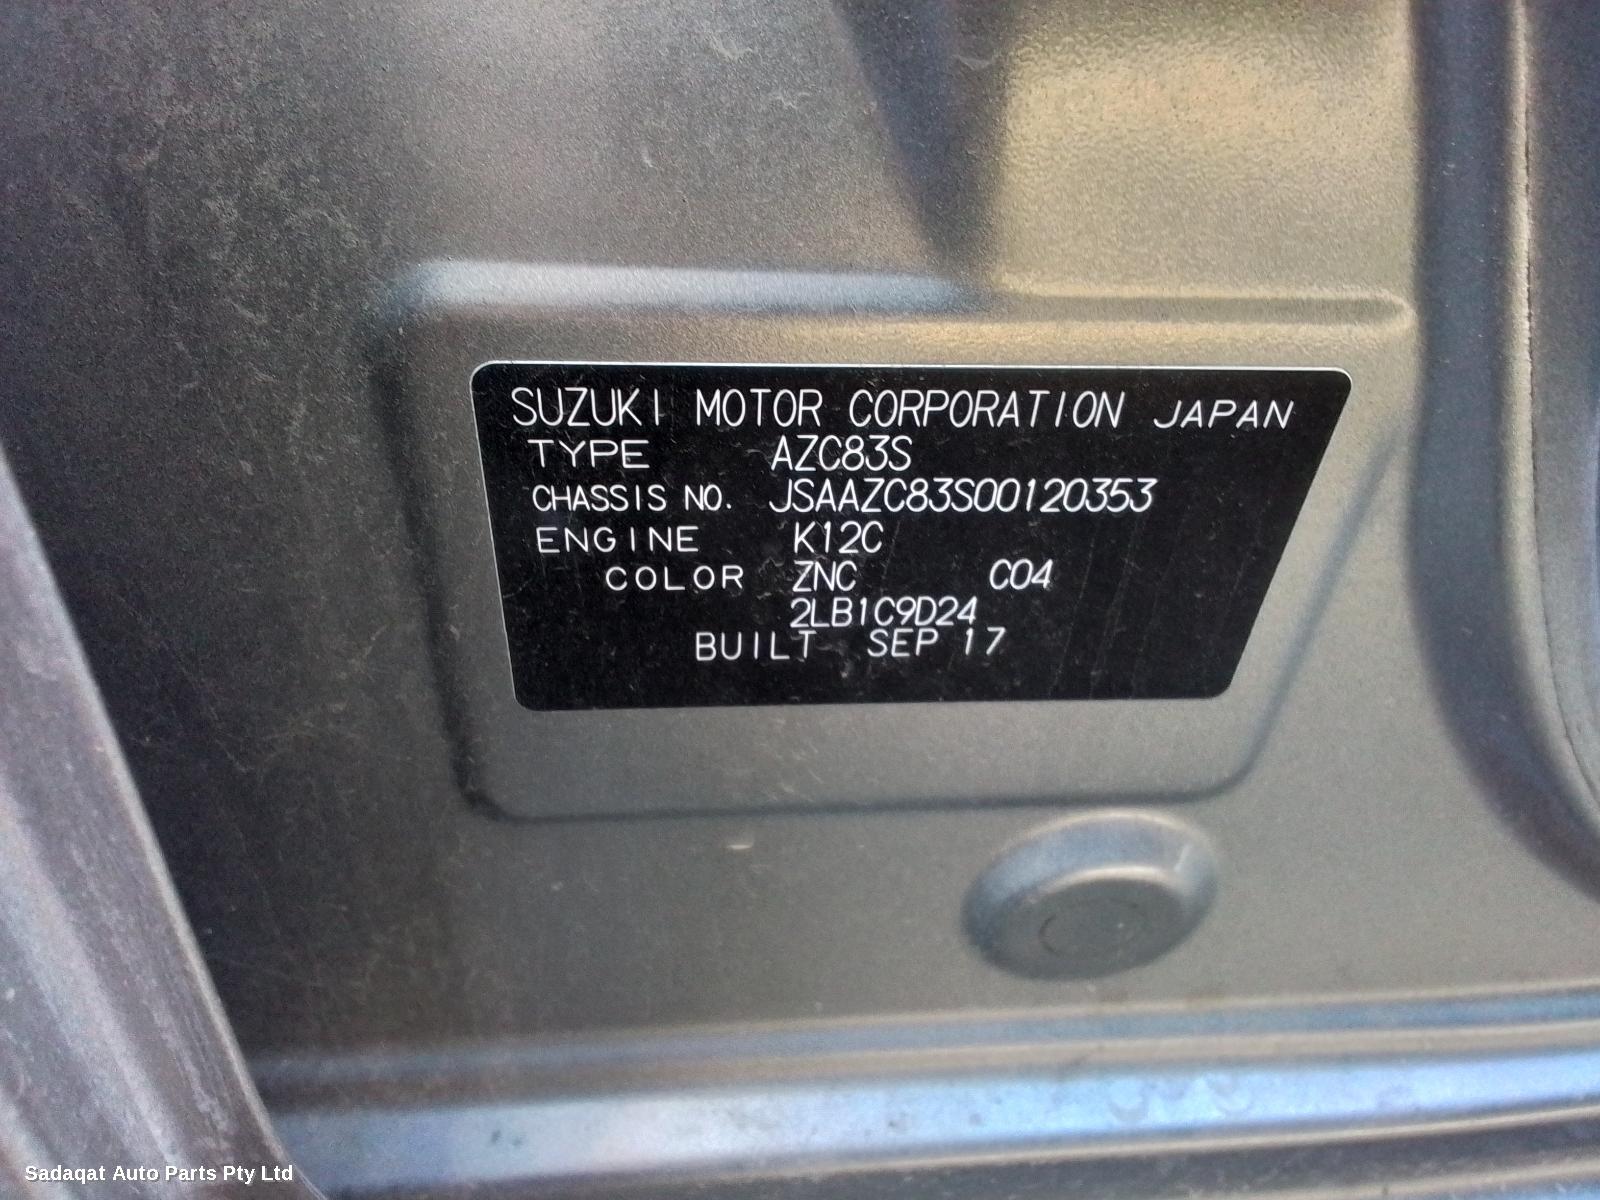 SUZUKI MOTOR CORPORATION JAPAN
TYPE AZC83S
CHASSIS NO. JSAAZC83S00120353
ENGINE K12C
COLOR ZNC C04
2LB1C9D24
BUILT SEP 17
Sadaqat Auto Parts Pty Ltd